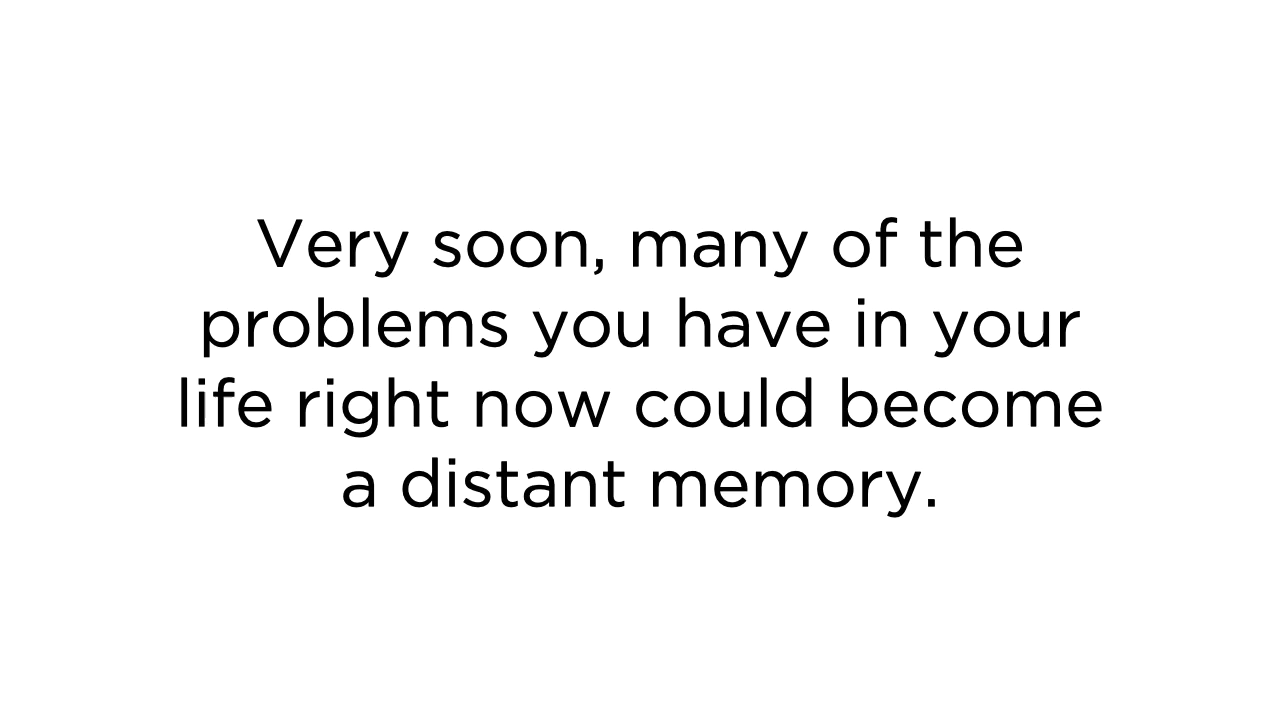 Very soon, many of the
problems you have in your
life right now could become
a distant memory.